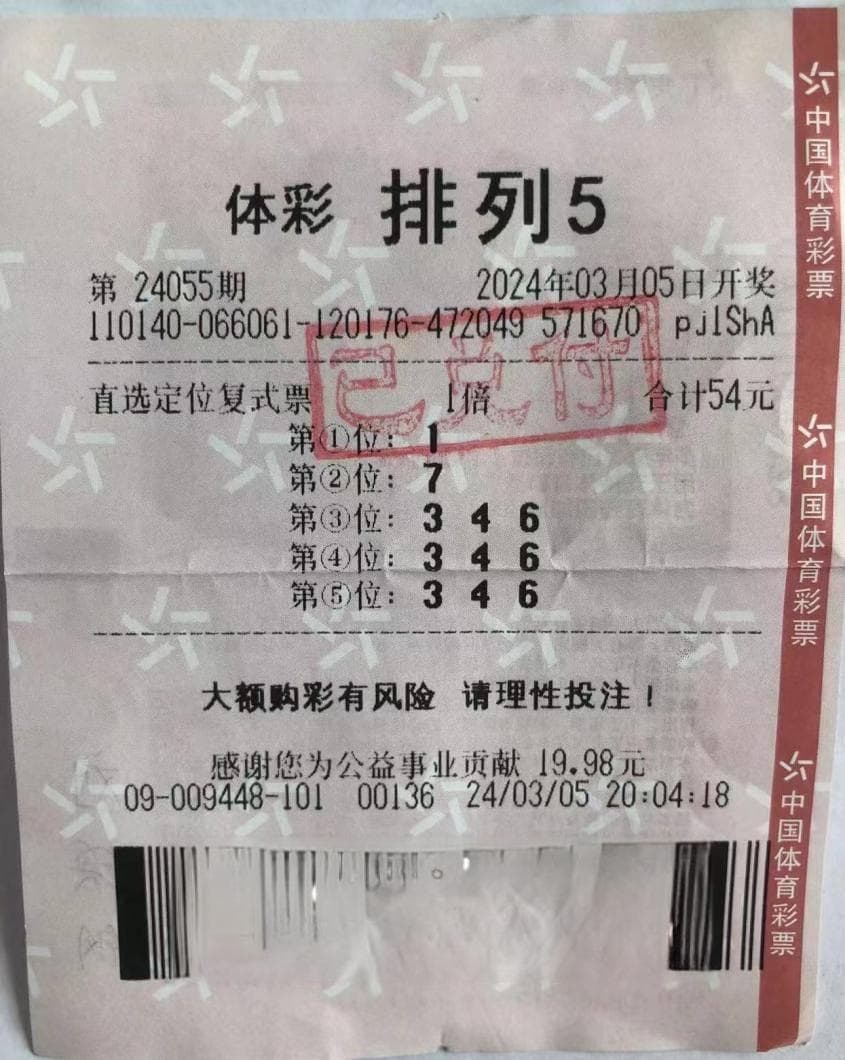 体彩 排列5
第 24055期 2024年03月05日开奖
110140-066061-120176-472049 571670 pjlShA
已兑付
直选定位复式票 1倍 合计54元
第①位: 1
第②位: 7
第③位: 3 4 6
第④位: 3 4 6
第⑤位: 3 4 6
大额购彩有风险 请理性投注!
感谢您为公益事业贡献 19.98元
09-009448-101 00136 24/03/05 20:04:18
中国体育彩票
中国体育彩票
中国体育彩票